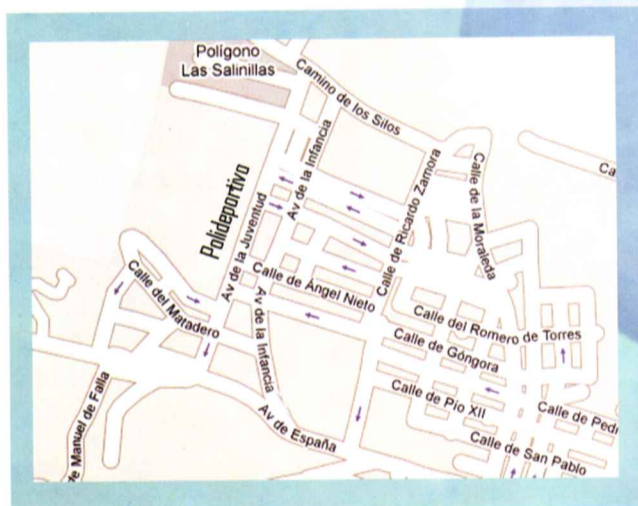 Polígono
Las Salinillas
Camino de los Silos
Av de la Infancia
Polideportivo
Av de la Juventud
Calle de Ricardo Zamora
Calle de la Moraleda
Ca
Calle del Matadero
Calle de Ángel Nieto
Av de la Infancia
Calle del Romero de Torres
Calle de Góngora
Calle de Pio XII
de Manuel de Falla
Av de España
Calle de Pedr
Calle de San Pablo